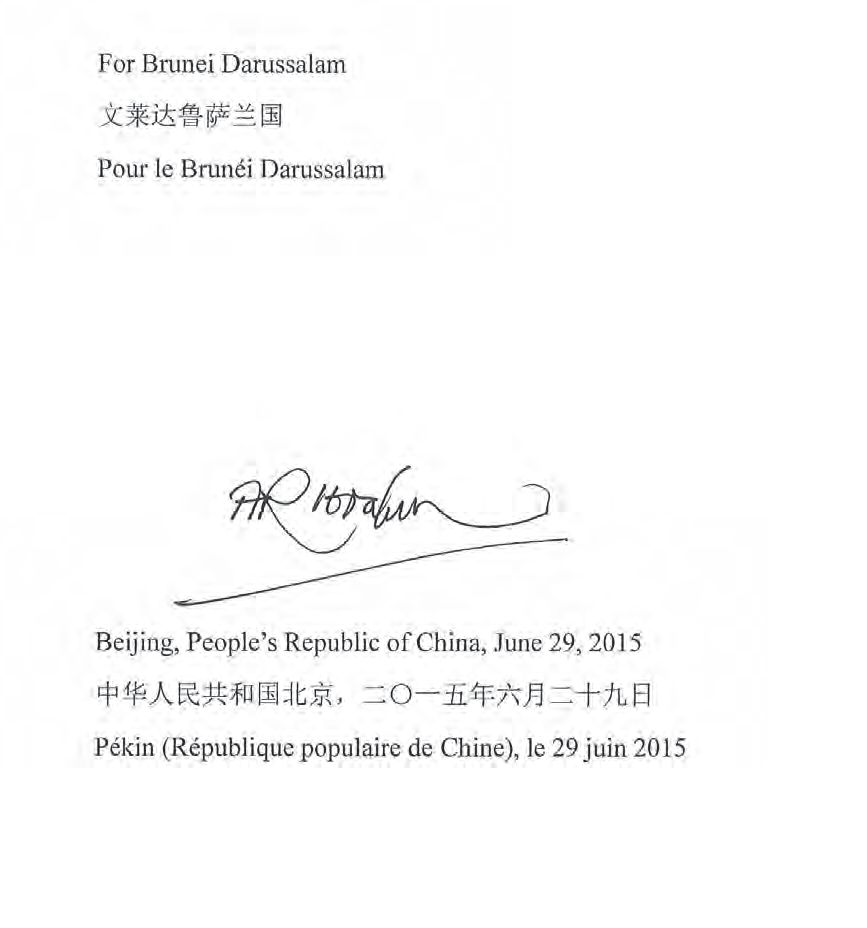 For Brunei Darussalam
文莱达鲁萨兰国
Pour le Brunéi Darussalam
AR Ibrahim
Beijing, People's Republic of China, June 29, 2015
中华人民共和国北京，二〇一五年六月二十九日
Pékin (République populaire de Chine), le 29 juin 2015